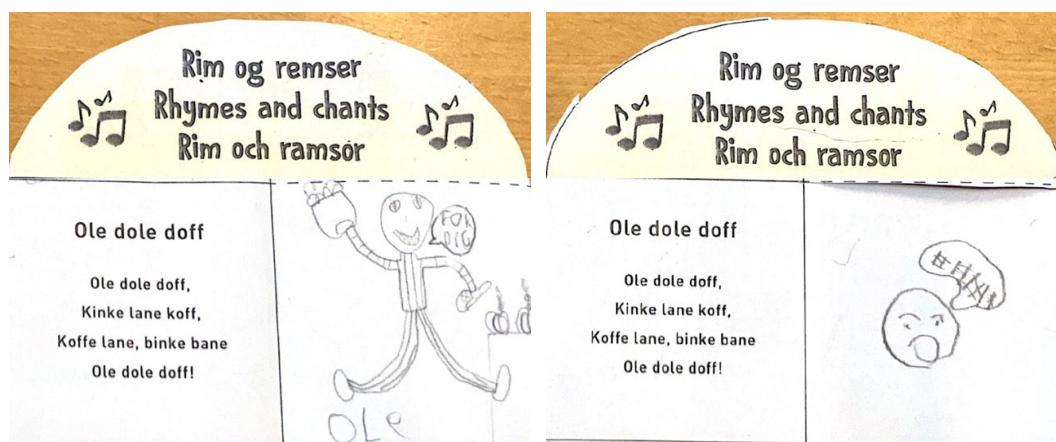 Rim og remser
Rhymes and chants
Rim och ramsor
Ole dole doff
Ole dole doff,
Kinke lane koff,
Koffe lane, binke bane
Ole dole doff!
FOK
DIG
OLe
Rim og remser
Rhymes and chants
Rim och ramsor
Ole dole doff
Ole dole doff,
Kinke lane koff,
Koffe lane, binke bane
Ole dole doff!